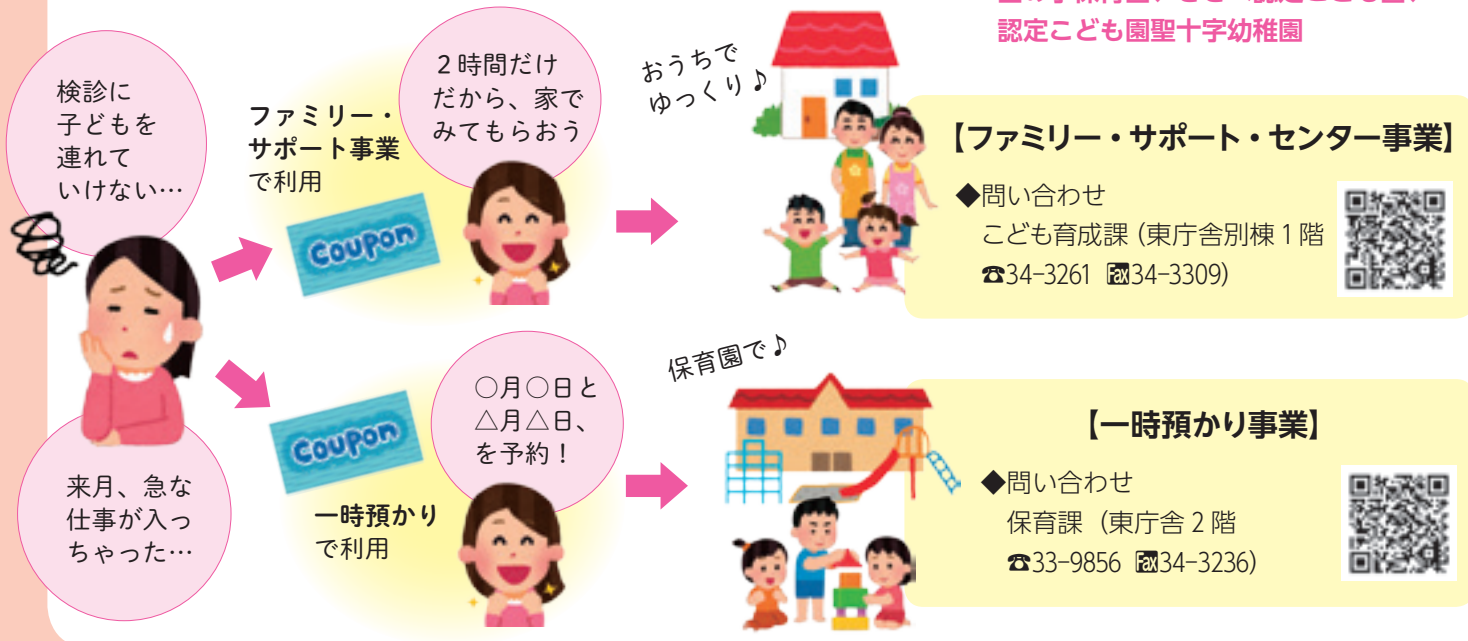 認定こども園聖十字幼稚園
検診に
子どもを
連れて
いけない…
ファミリー・
サポート事業
で利用
Coupon
２時間だけ
だから、家で
みてもらおう
おうちで
ゆっくり♪
【ファミリー・サポート・センター事業】
◆問い合わせ
こども育成課（東庁舎別棟１階
☎34-3261 FAX34-3309）
来月、急な
仕事が入っ
ちゃった…
Coupon
一時預かり
で利用
○月○日と
△月△日、
を予約！
保育園で♪
【一時預かり事業】
◆問い合わせ
保育課（東庁舎２階
☎33-9856 FAX34-3236）